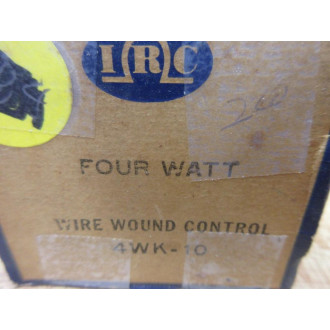 IRC
FOUR WATT
WIRE WOUND CONTROL
4WK-10